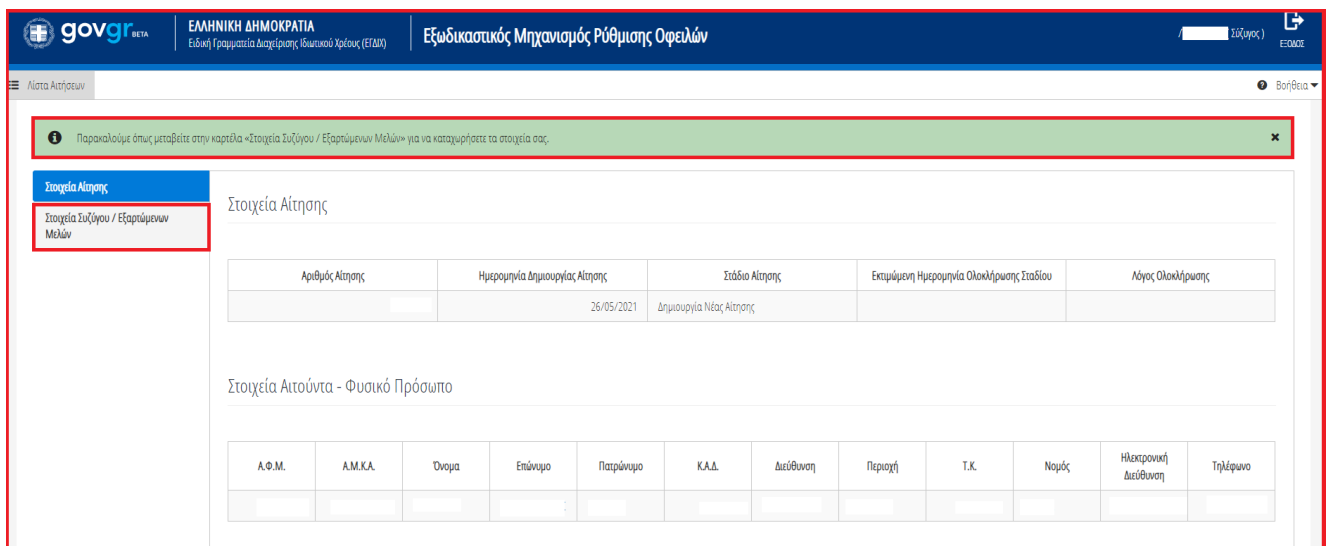 govgr BETA
ΕΛΛΗΝΙΚΗ ΔΗΜΟΚΡΑΤΙΑ
Ειδική Γραμματεία Διαχείρισης Ιδιωτικού Χρέους (ΕΓΔΙΧ)
Εξωδικαστικός Μηχανισμός Ρύθμισης Οφειλών
/ Σύζυγος )
ΕΞΟΔΟΣ
Λίστα Αιτήσεων
Βοήθεια
Παρακαλούμε όπως μεταβείτε στην καρτέλα «Στοιχεία Συζύγου / Εξαρτώμενων Μελών» για να καταχωρήσετε τα στοιχεία σας.
Στοιχεία Αίτησης
Στοιχεία Συζύγου / Εξαρτώμενων
Μελών
Στοιχεία Αίτησης
Αριθμός Αίτησης Ημερομηνία Δημιουργίας Αίτησης Στάδιο Αίτησης Εκτιμώμενη Ημερομηνία Ολοκλήρωσης Σταδίου Λόγος Ολοκλήρωσης
26/05/2021 Δημιουργία Νέας Αίτησης
Στοιχεία Αιτούντα - Φυσικό Πρόσωπο
Α.Φ.Μ. Α.Μ.Κ.Α. Όνομα Επώνυμο Πατρώνυμο Κ.Α.Δ. Διεύθυνση Περιοχή Τ.Κ. Νομός Ηλεκτρονική Διεύθυνση Τηλέφωνο